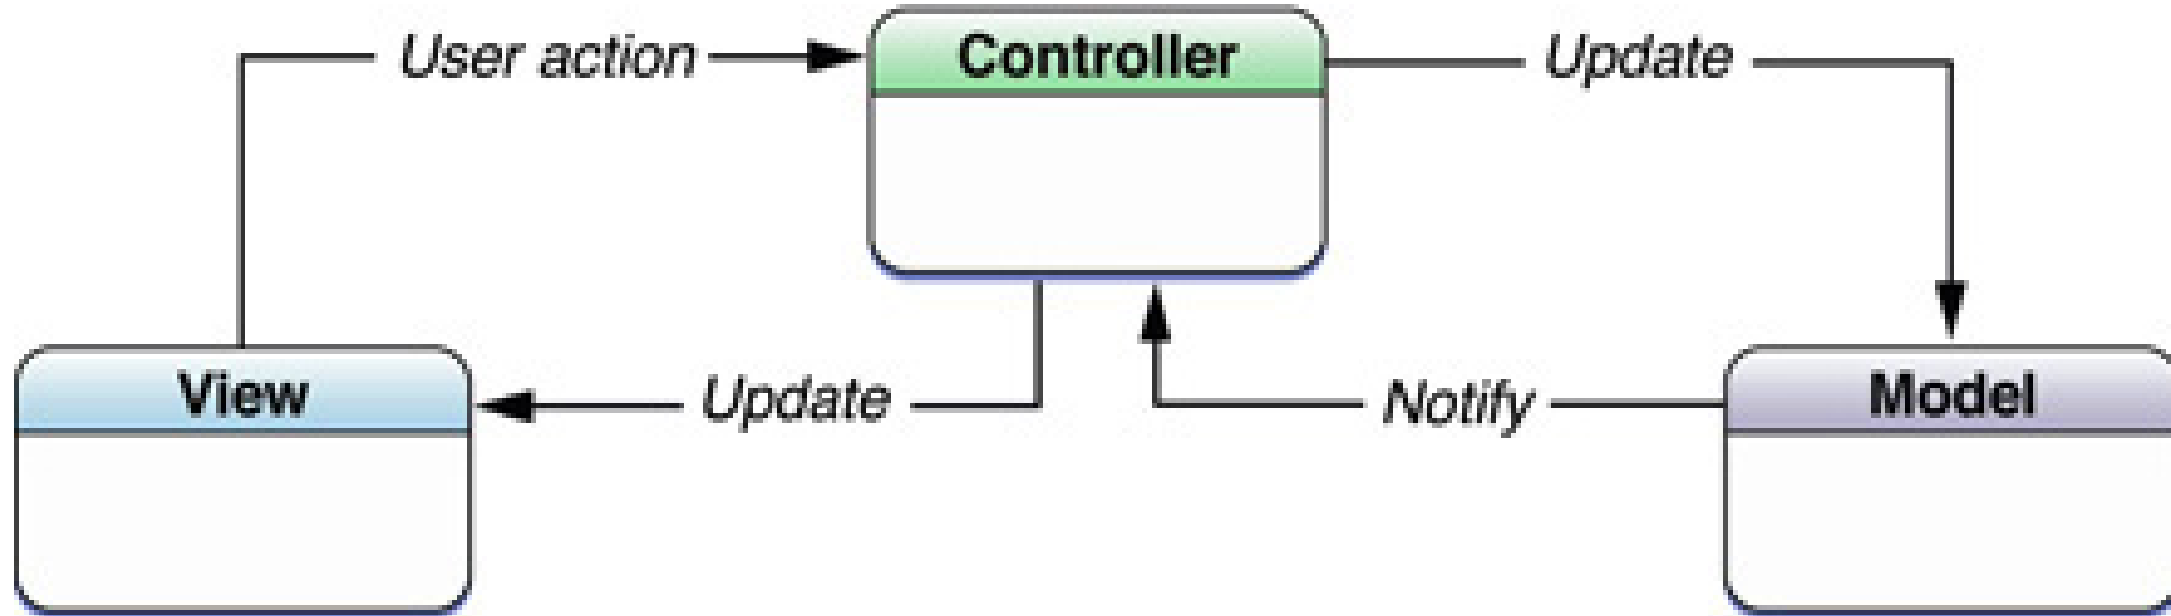 User action
Controller
Update
View
Update
Notify
Model